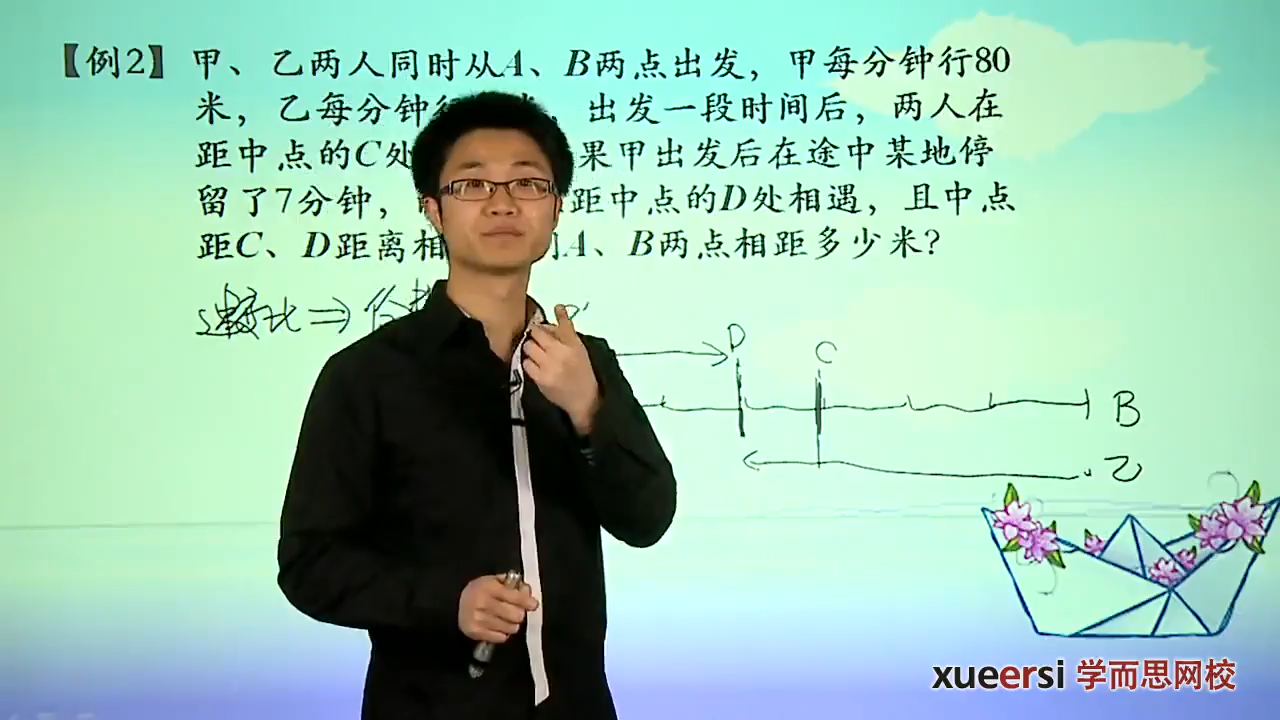 【例2】 甲、乙两人同时从A、B两点出发，甲每分钟行80
米，乙每分钟行 ，出发一段时间后，两人在
距中点的C处 果甲出发后在途中某地停
留了7分钟， 距中点的D处相遇，且中点
距C、D距离相 A、B两点相距多少米？
速度比⇒份
D
C
B
乙
xueersi 学而思网校